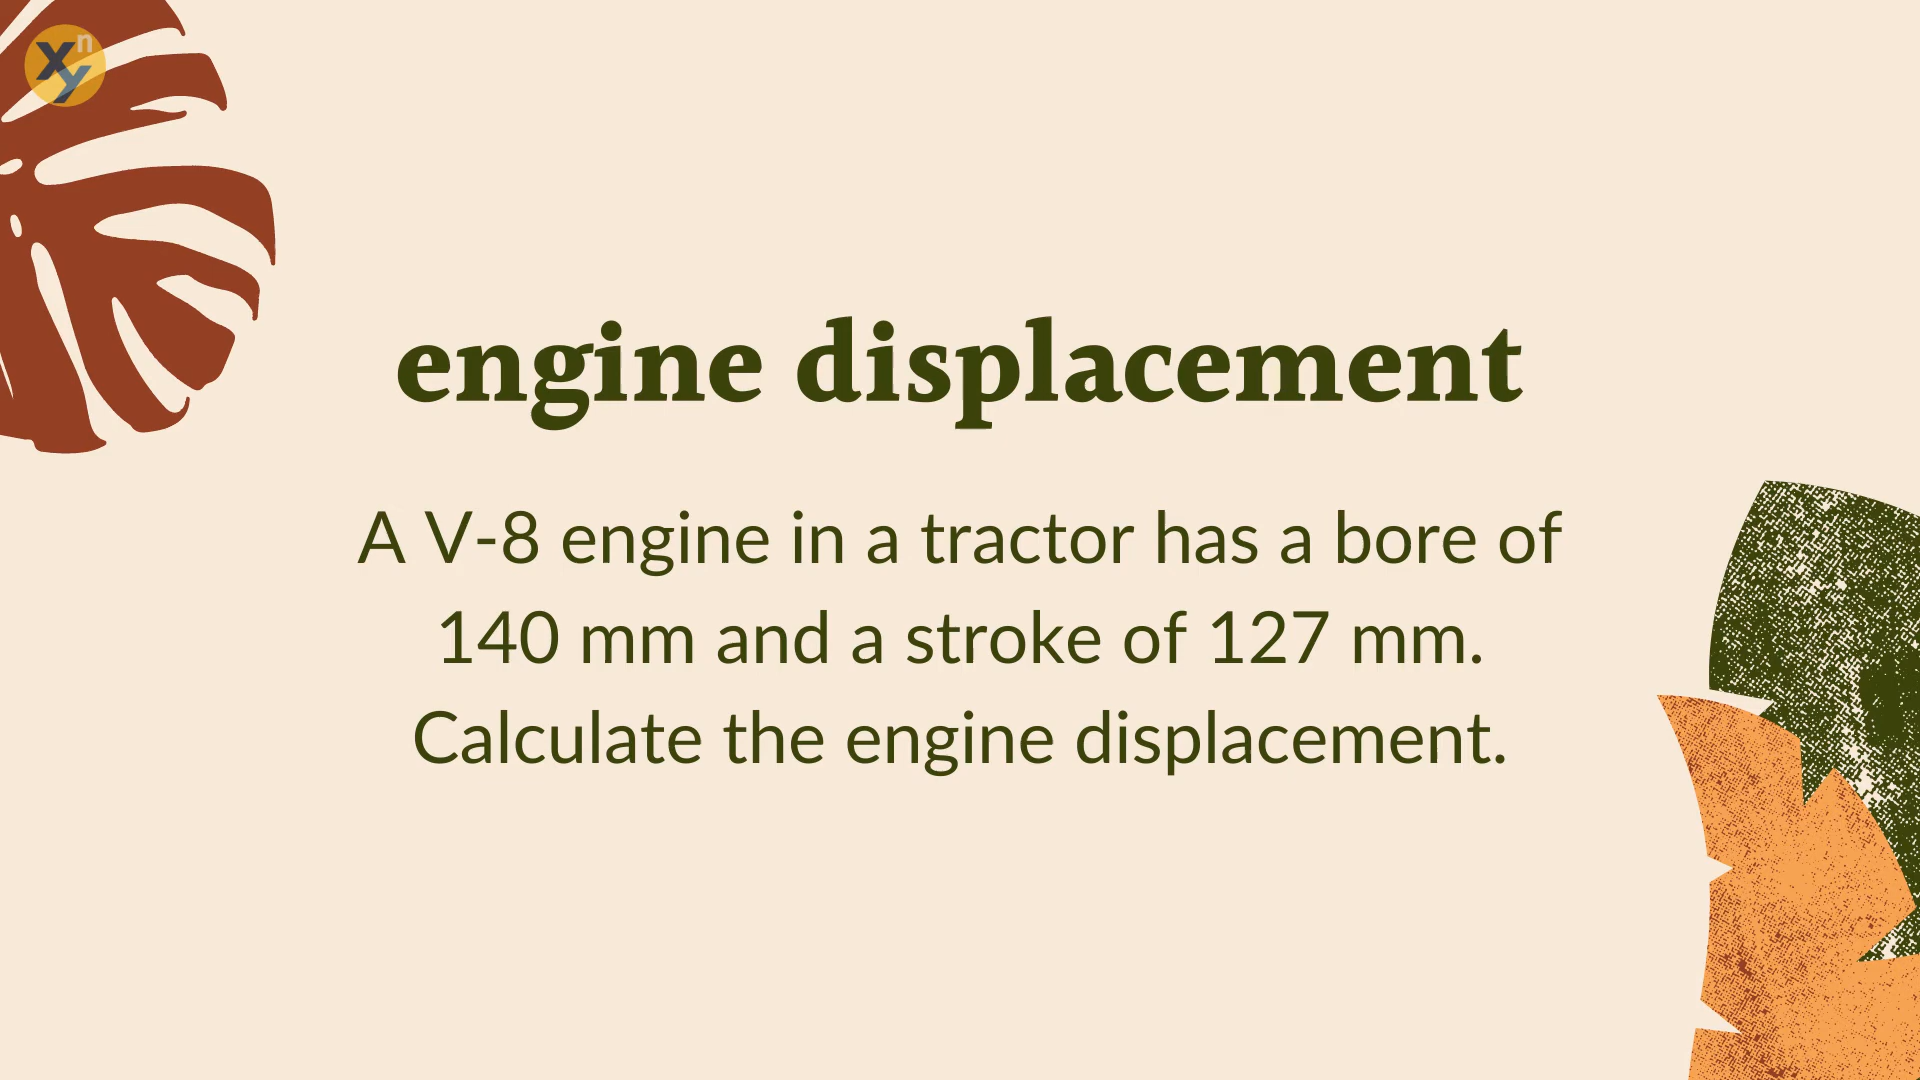 Xyn
engine displacement
A V-8 engine in a tractor has a bore of
140 mm and a stroke of 127 mm.
Calculate the engine displacement.